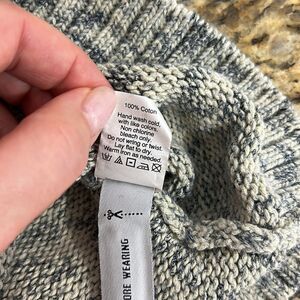 100% Cotton
Hand wash cold,
with like colors.
Non chlorine
bleach only.
Do not wring or twist.
Lay flat to dry.
Warm iron as needed.
ORE WEARING